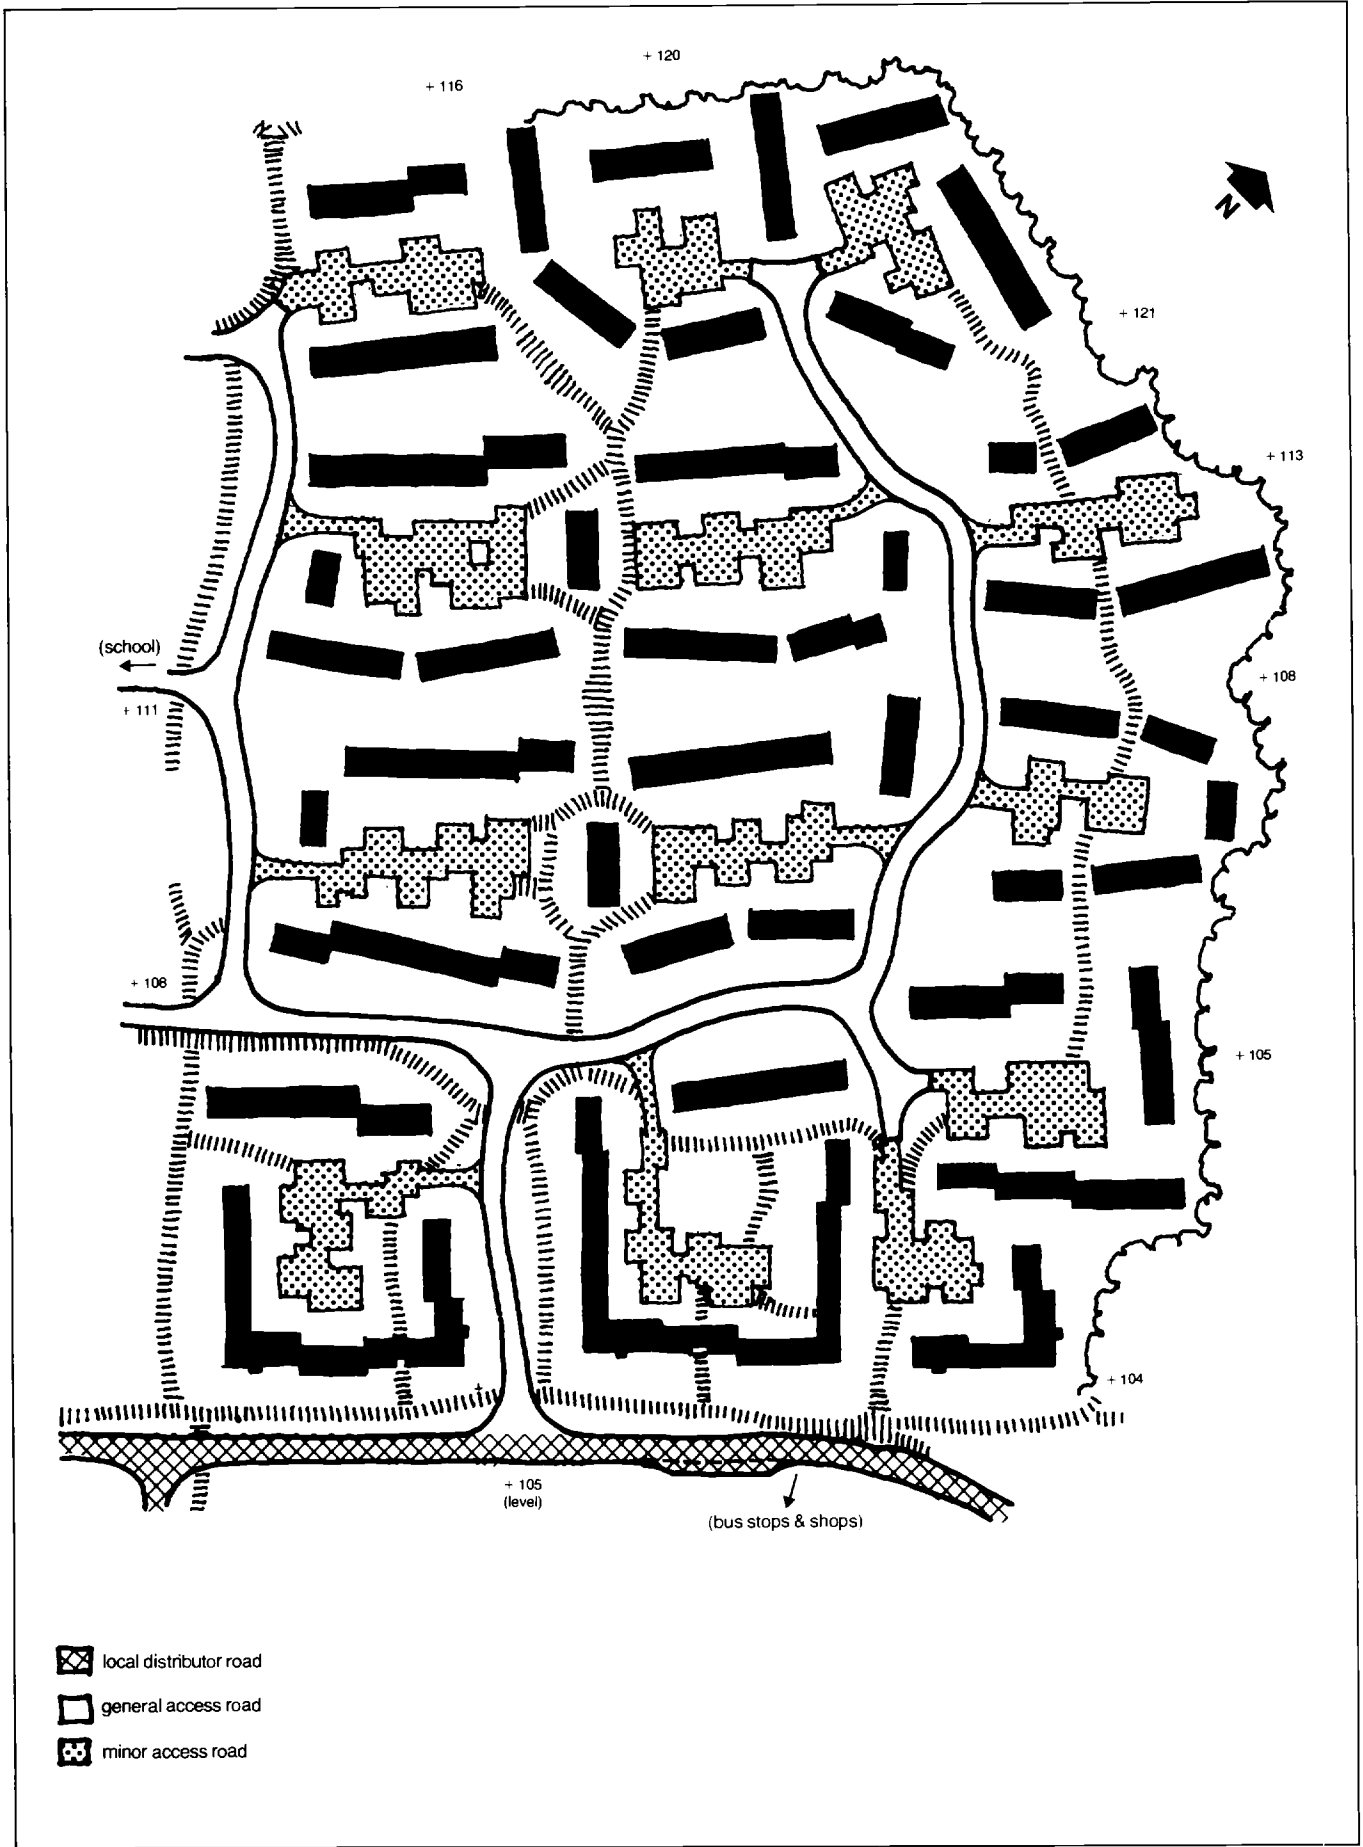 + 120
+ 116
N
+ 121
+ 113
(school)
+ 108
+ 111
+ 108
+ 105
+ 104
+ 105
(level)
(bus stops & shops)
local distributor road
general access road
minor access road